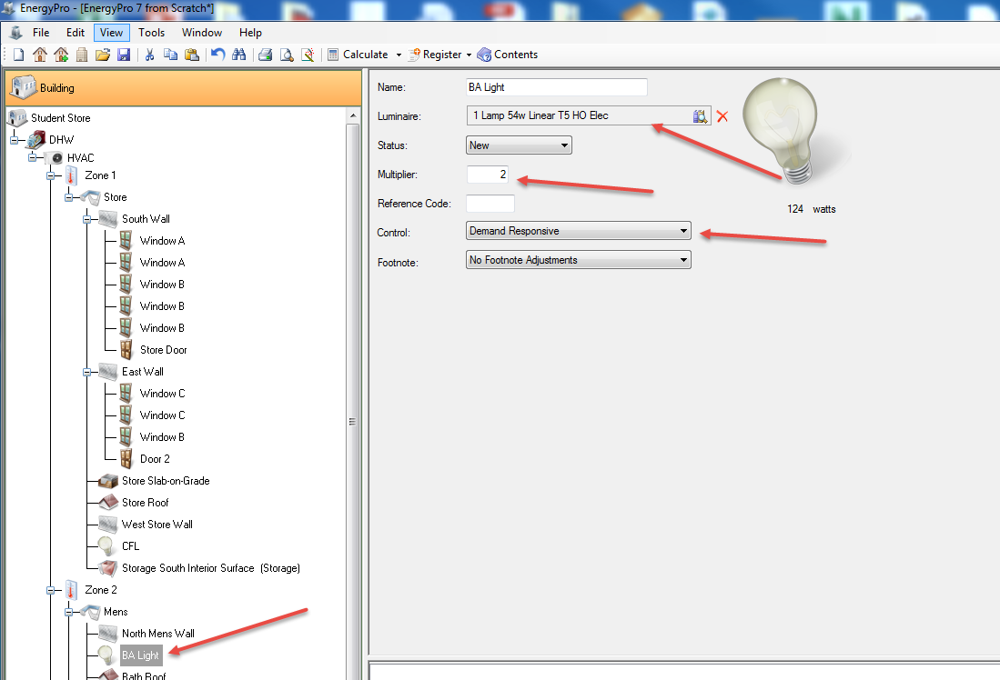 EnergyPro - [EnergyPro 7 from Scratch*]
File Edit View Tools Window Help
Calculate Register Contents
Building
Student Store
DHW
HVAC
Zone 1
Store
South Wall
Window A
Window A
Window B
Window B
Window B
Store Door
East Wall
Window C
Window C
Window B
Door 2
Store Slab-on-Grade
Store Roof
West Store Wall
CFL
Storage South Interior Surface (Storage)
Zone 2
Mens
North Mens Wall
BA Light
Bath Roof
Name: BA Light
Luminaire: 1 Lamp 54w Linear T5 HO Elec
Status: New
Multiplier: 2
Reference Code:
124 watts
Control: Demand Responsive
Footnote: No Footnote Adjustments